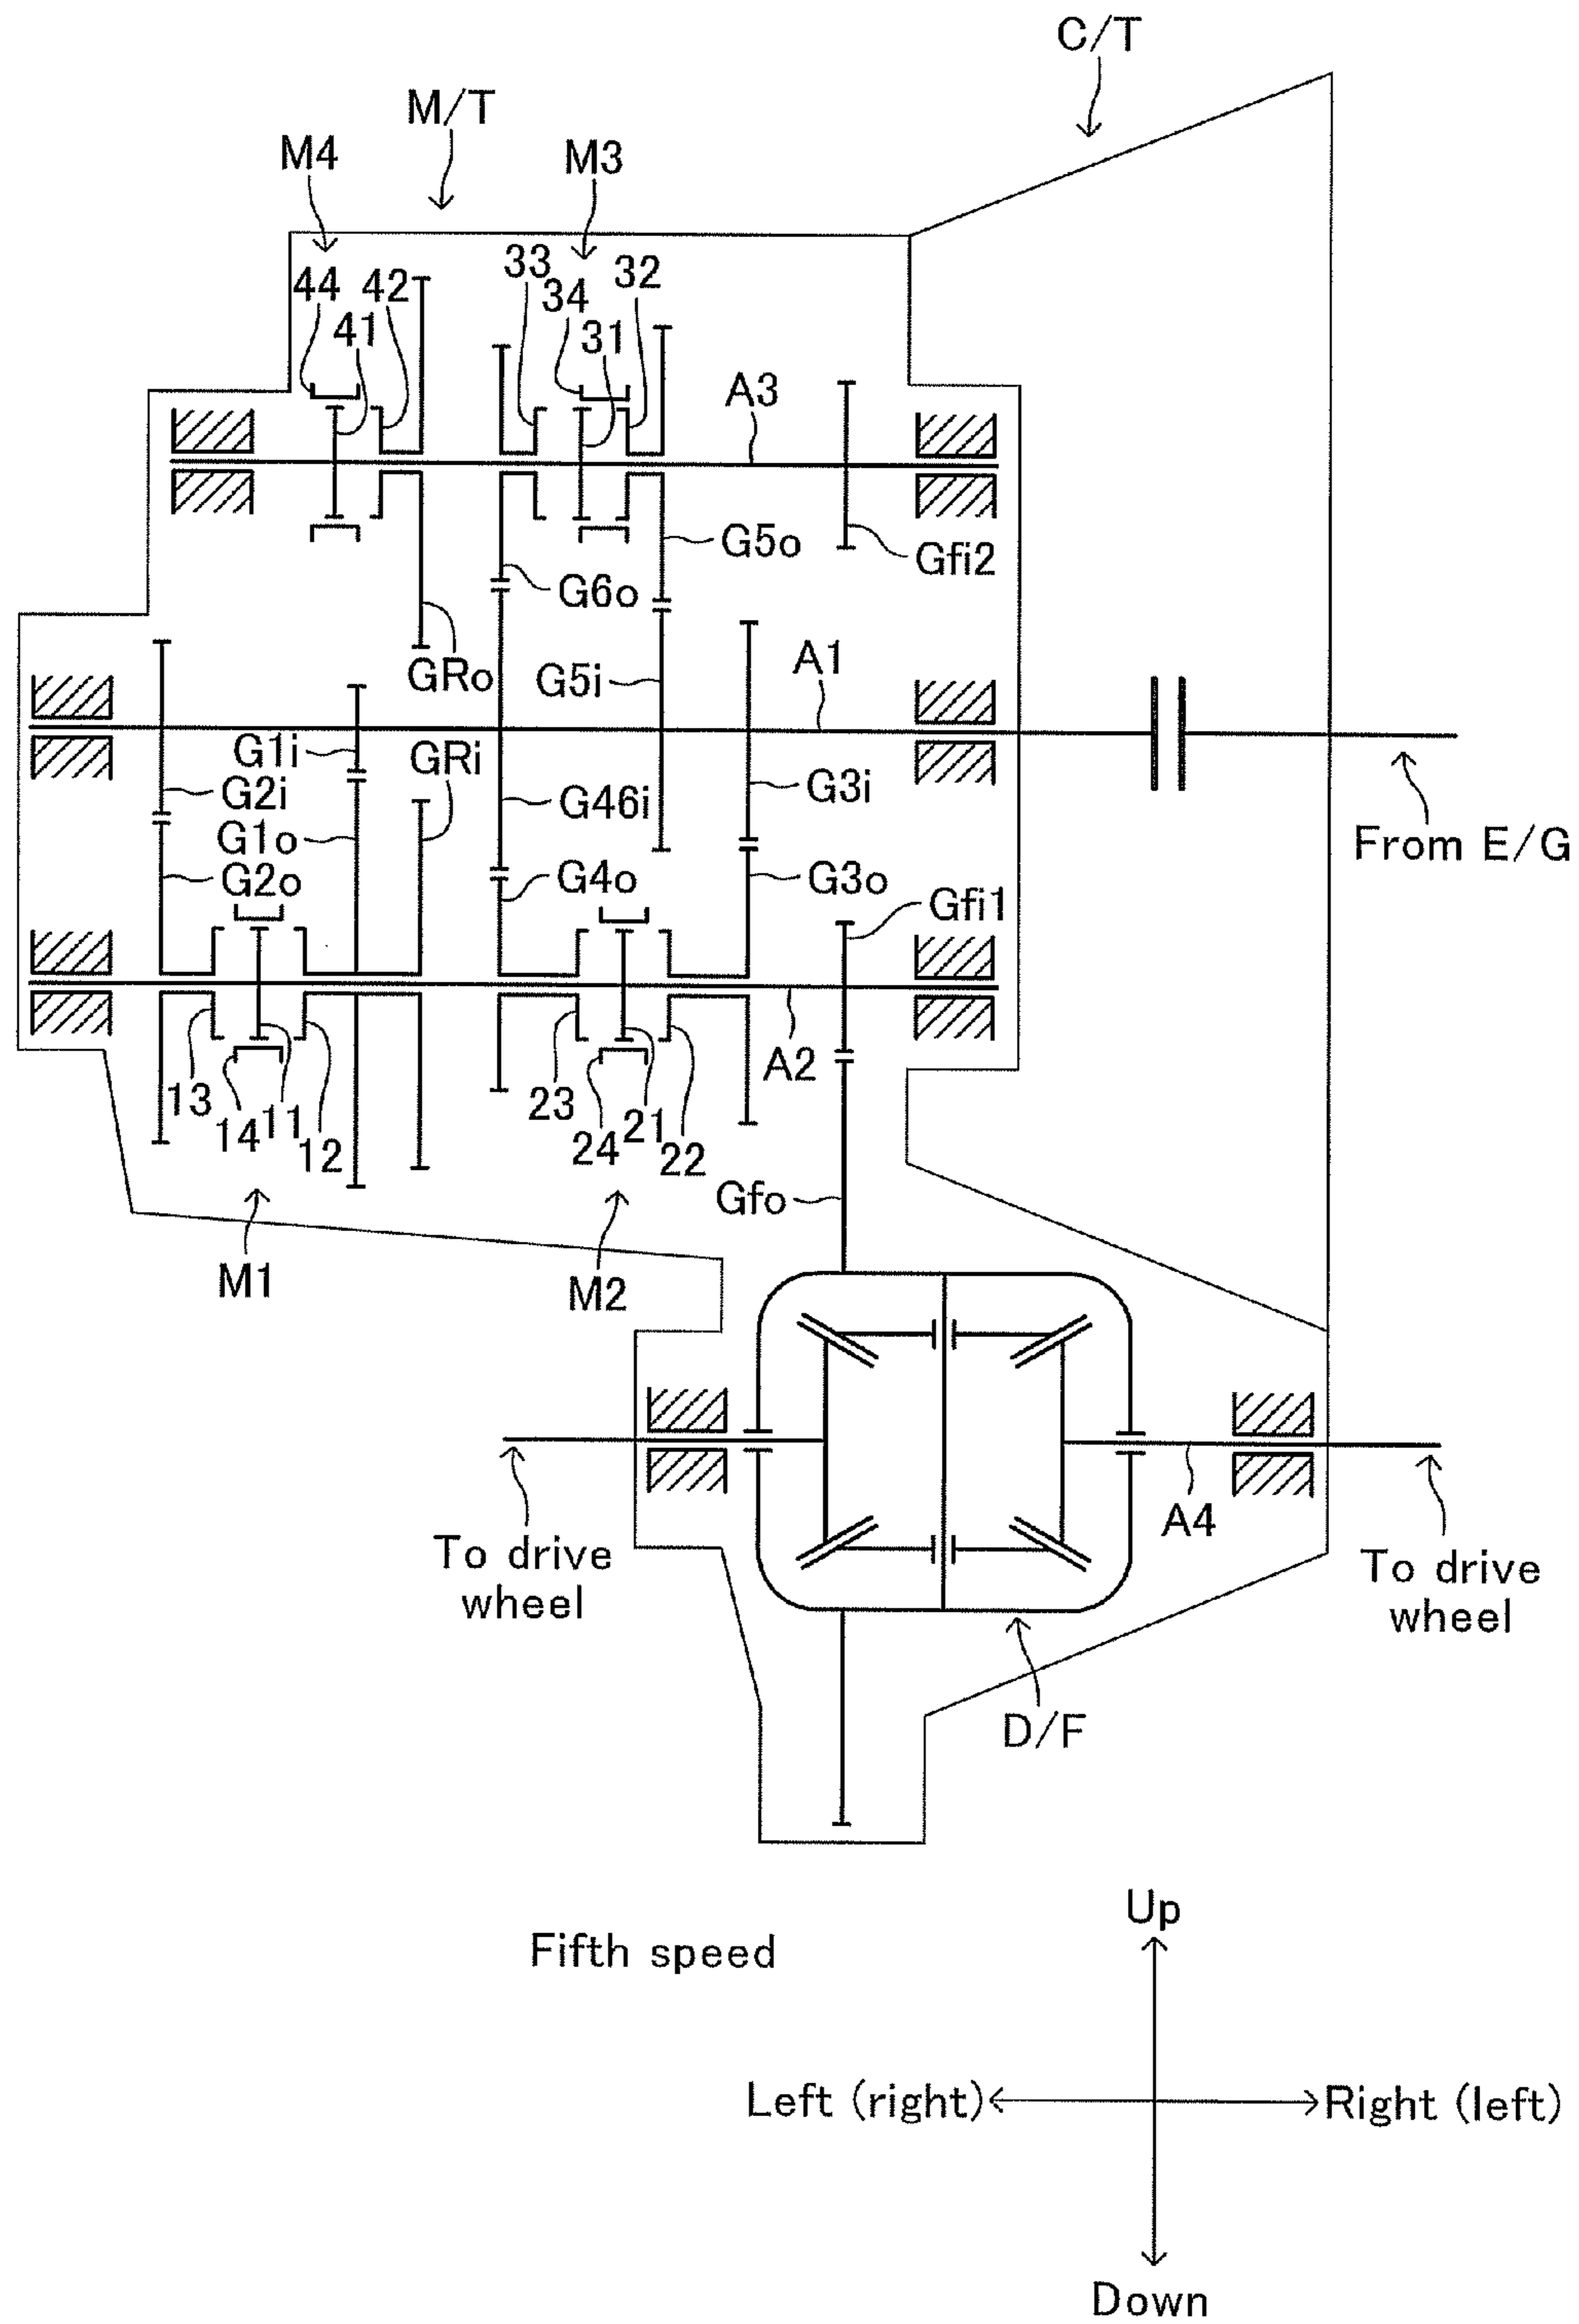 C/T
M/T
M4
M3
33
32
44
42
34
41
31
A3
G5o
Gfi2
G6o
A1
GRo
G5i
G1i
GRi
G2i
G46i
G3i
G1o
From E/G
G2o
G4o
G3o
Gfi1
A2
13
23
14
11
12
24
21
22
Gfo
M1
M2
A4
To drive
wheel
To drive
wheel
D/F
Up
Fifth speed
Left (right)
Right (left)
Down